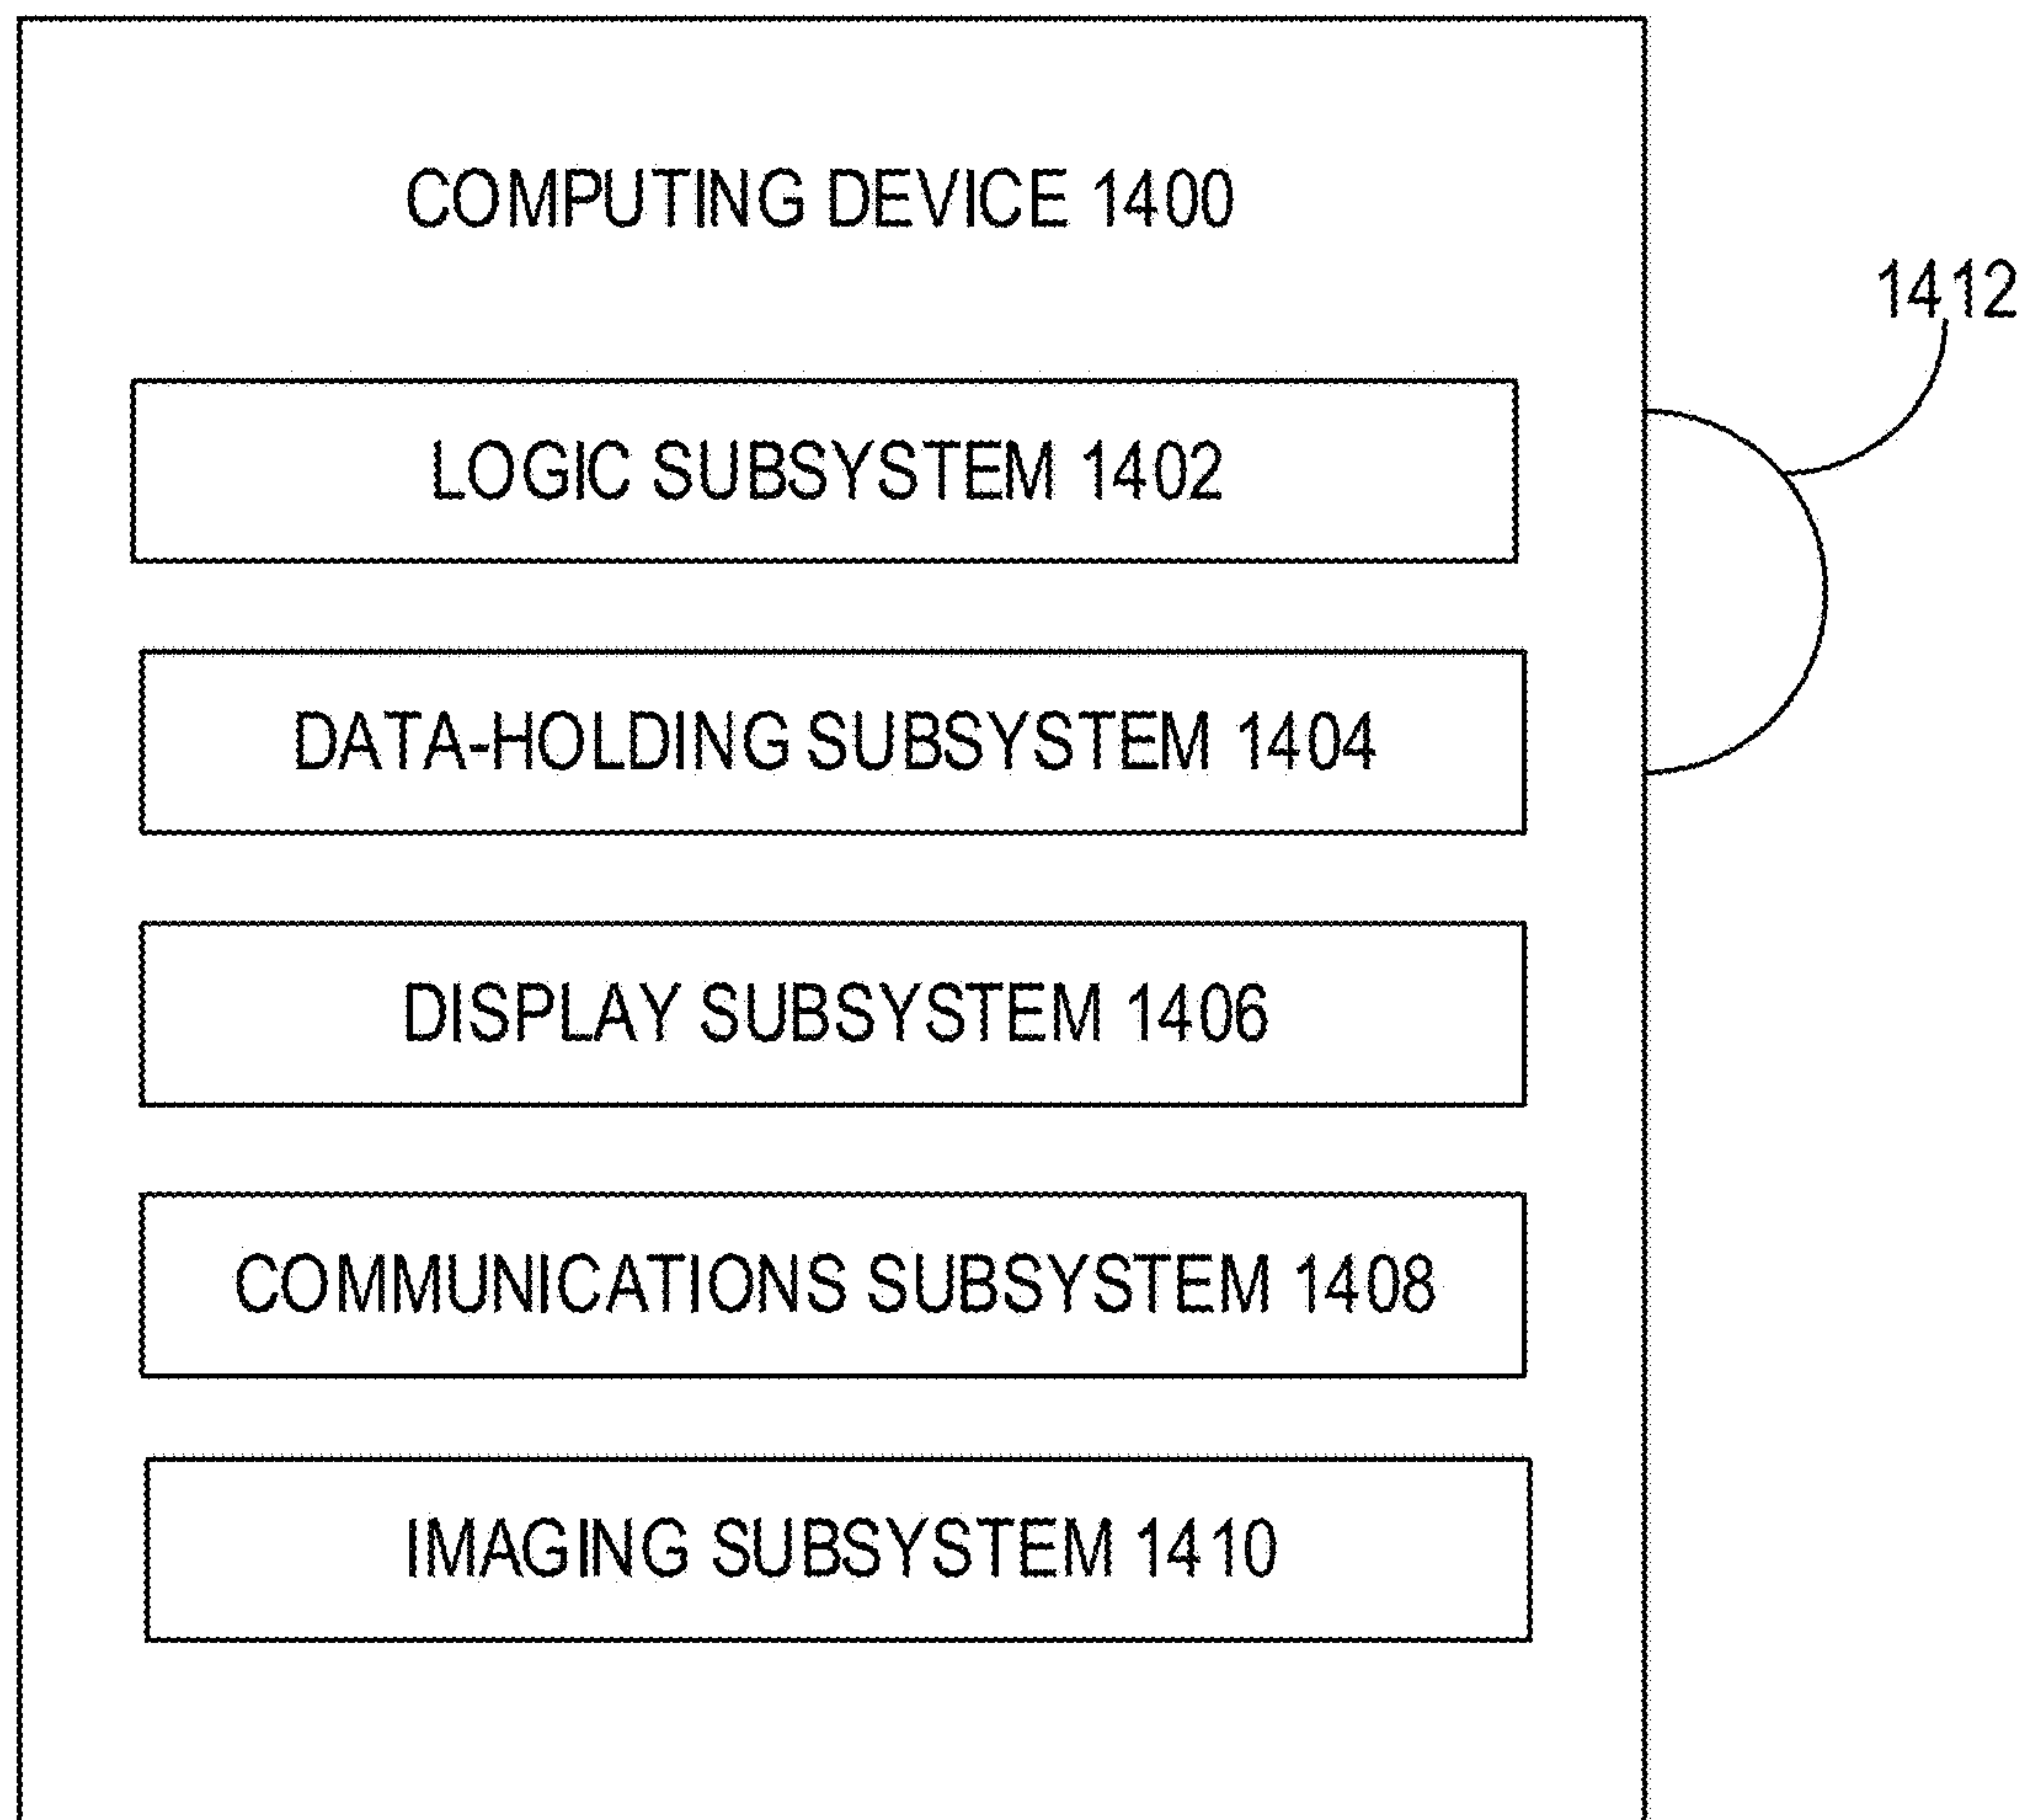 COMPUTING DEVICE 1400
1412
LOGIC SUBSYSTEM 1402
DATA-HOLDING SUBSYSTEM 1404
DISPLAY SUBSYSTEM 1406
COMMUNICATIONS SUBSYSTEM 1408
IMAGING SUBSYSTEM 1410